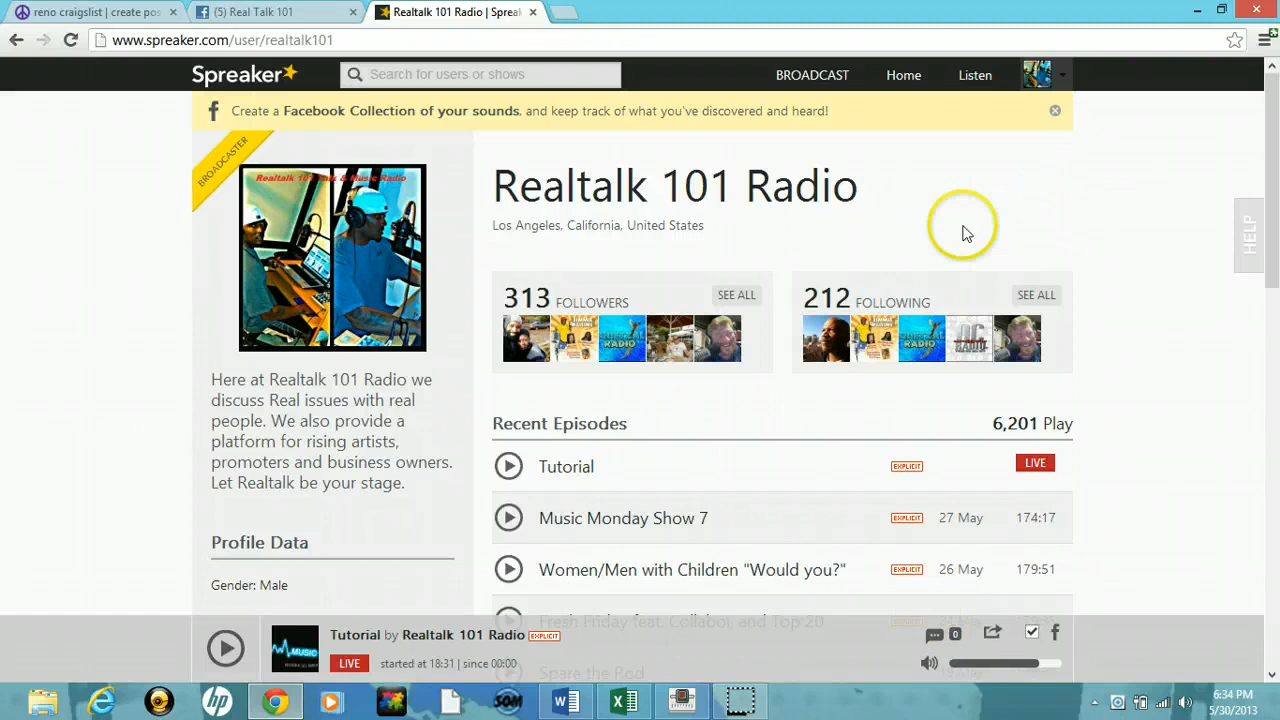 reno craigslist | create pos
(5) Real Talk 101
Realtalk 101 Radio | Sprea
www.spreaker.com/user/realtalk101
Spreaker
Search for users or shows
BROADCAST
Home
Listen
Create a Facebook Collection of your sounds, and keep track of what you've discovered and heard!
BROADCASTER
Realtalk 101 Talk & Music Radio
Realtalk 101 Radio
Los Angeles, California, United States
HELP
313 FOLLOWERS
SEE ALL
212 FOLLOWING
SEE ALL
Here at Realtalk 101 Radio we
discuss Real issues with real
people. We also provide a
platform for rising artists,
promoters and business owners.
Let Realtalk be your stage.
Profile Data
Gender: Male
Recent Episodes
6,201 Play
Tutorial
EXPLICIT
LIVE
Music Monday Show 7
EXPLICIT
27 May
174:17
Women/Men with Children "Would you?"
EXPLICIT
26 May
179:51
Fresh Friday feat. Collaboi, and Top 20
Spare the Rod
MUSIC
Tutorial by Realtalk 101 Radio EXPLICIT
LIVE
started at 18:31 | since 00:00
0
hp
SQM
6:34 PM
5/30/2013